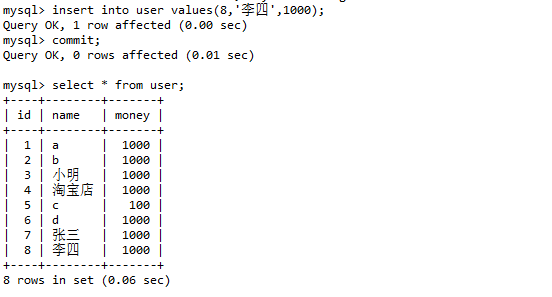 mysql> insert into user values(8,'李四',1000);
Query OK, 1 row affected (0.00 sec)
mysql> commit;
Query OK, 0 rows affected (0.01 sec)
mysql> select * from user;
+----+--------+-------+
| id | name   | money |
+----+--------+-------+
|  1 | a      |  1000 |
|  2 | b      |  1000 |
|  3 | 小明   |  1000 |
|  4 | 淘宝店 |  1000 |
|  5 | c      |   100 |
|  6 | d      |  1000 |
|  7 | 张三   |  1000 |
|  8 | 李四   |  1000 |
+----+--------+-------+
8 rows in set (0.06 sec)